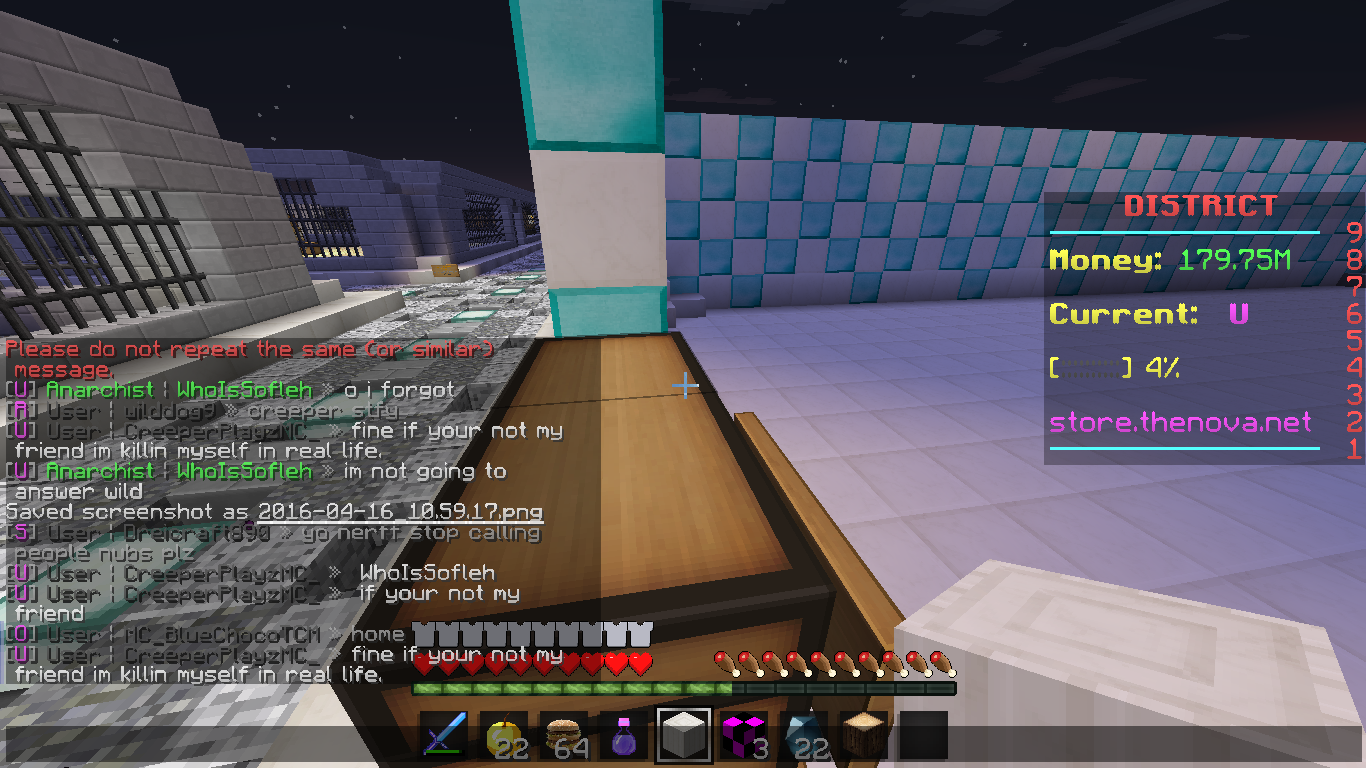 Please do not repeat the same (or similar)
message.
[U] Anarchist | WhoIsSofleh » o i forgot
[A] User | wilddog9 » creeper stfy
[U] User | CreeperPlayzMC_ » fine if your not my
friend im killin myself in real life.
[U] Anarchist | WhoIsSofleh » im not going to
answer wild
Saved screenshot as 2016-04-16_10.59.17.png
[S] User | Dreicraft890 » yo nerff stop calling
people nubs plz
[U] User | CreeperPlayzMC_ » WhoIsSofleh
[U] User | CreeperPlayzMC_ » if your not my
friend
[O] User | MC_BlueChocoTCM » home
[U] User | CreeperPlayzMC_ » fine if your not my
friend im killin myself in real life.
DISTRICT
9
Money: 179.75M 8
7
Current: U 6
5
[] 4% 4
3
store.thenova.net 2
1
22 64 3 22